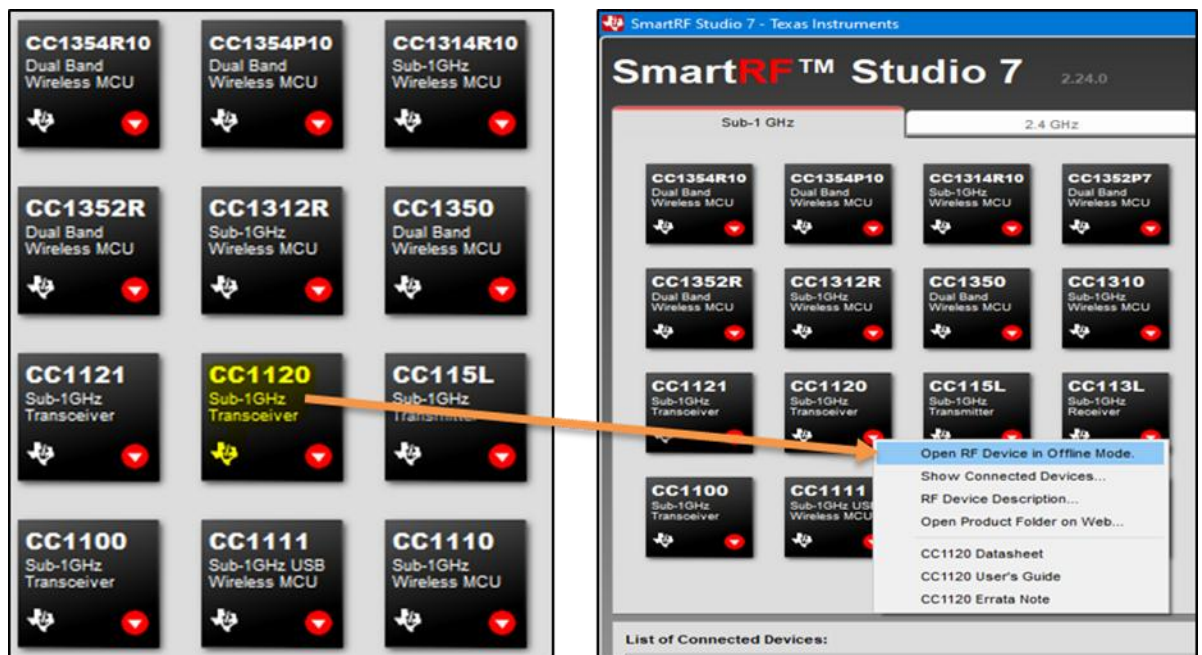 CC1354R10
Dual Band
Wireless MCU
CC1354P10
Dual Band
Wireless MCU
CC1314R10
Sub-1GHz
Wireless MCU
CC1352R
Dual Band
Wireless MCU
CC1312R
Sub-1GHz
Wireless MCU
CC1350
Dual Band
Wireless MCU
CC1121
Sub-1GHz
Transceiver
CC1120
Sub-1GHz
Transceiver
CC115L
Sub-1GHz
Transmitter
CC1100
Sub-1GHz
Transceiver
CC1111
Sub-1GHz USB
Wireless MCU
CC1110
Sub-1GHz
Wireless MCU
SmartRF Studio 7 - Texas Instruments
SmartRF™ Studio 7 2.24.0
Sub-1 GHz
2.4 GHz
CC1354R10
Dual Band
Wireless MCU
CC1354P10
Dual Band
Wireless MCU
CC1314R10
Sub-1GHz
Wireless MCU
CC1352P7
Dual Band
Wireless MCU
CC1352R
Dual Band
Wireless MCU
CC1312R
Sub-1GHz
Wireless MCU
CC1350
Dual Band
Wireless MCU
CC1310
Sub-1GHz
Wireless MCU
CC1121
Sub-1GHz
Transceiver
CC1120
Sub-1GHz
Transceiver
CC115L
Sub-1GHz
Transmitter
CC113L
Sub-1GHz
Receiver
CC1100
Sub-1GHz
Transceiver
CC1111
Sub-1GHz US
Wireless MCU
Open RF Device in Offline Mode.
Show Connected Devices...
RF Device Description...
Open Product Folder on Web...
CC1120 Datasheet
CC1120 User's Guide
CC1120 Errata Note
List of Connected Devices: